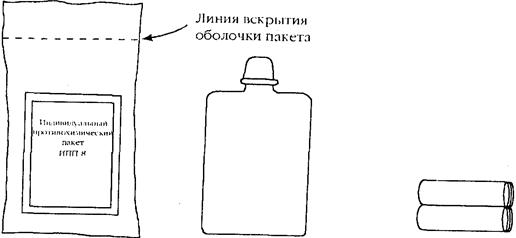 Линия вскрытия
оболочки пакета
Индивидуальный
противохимический
пакет
ИПП 8